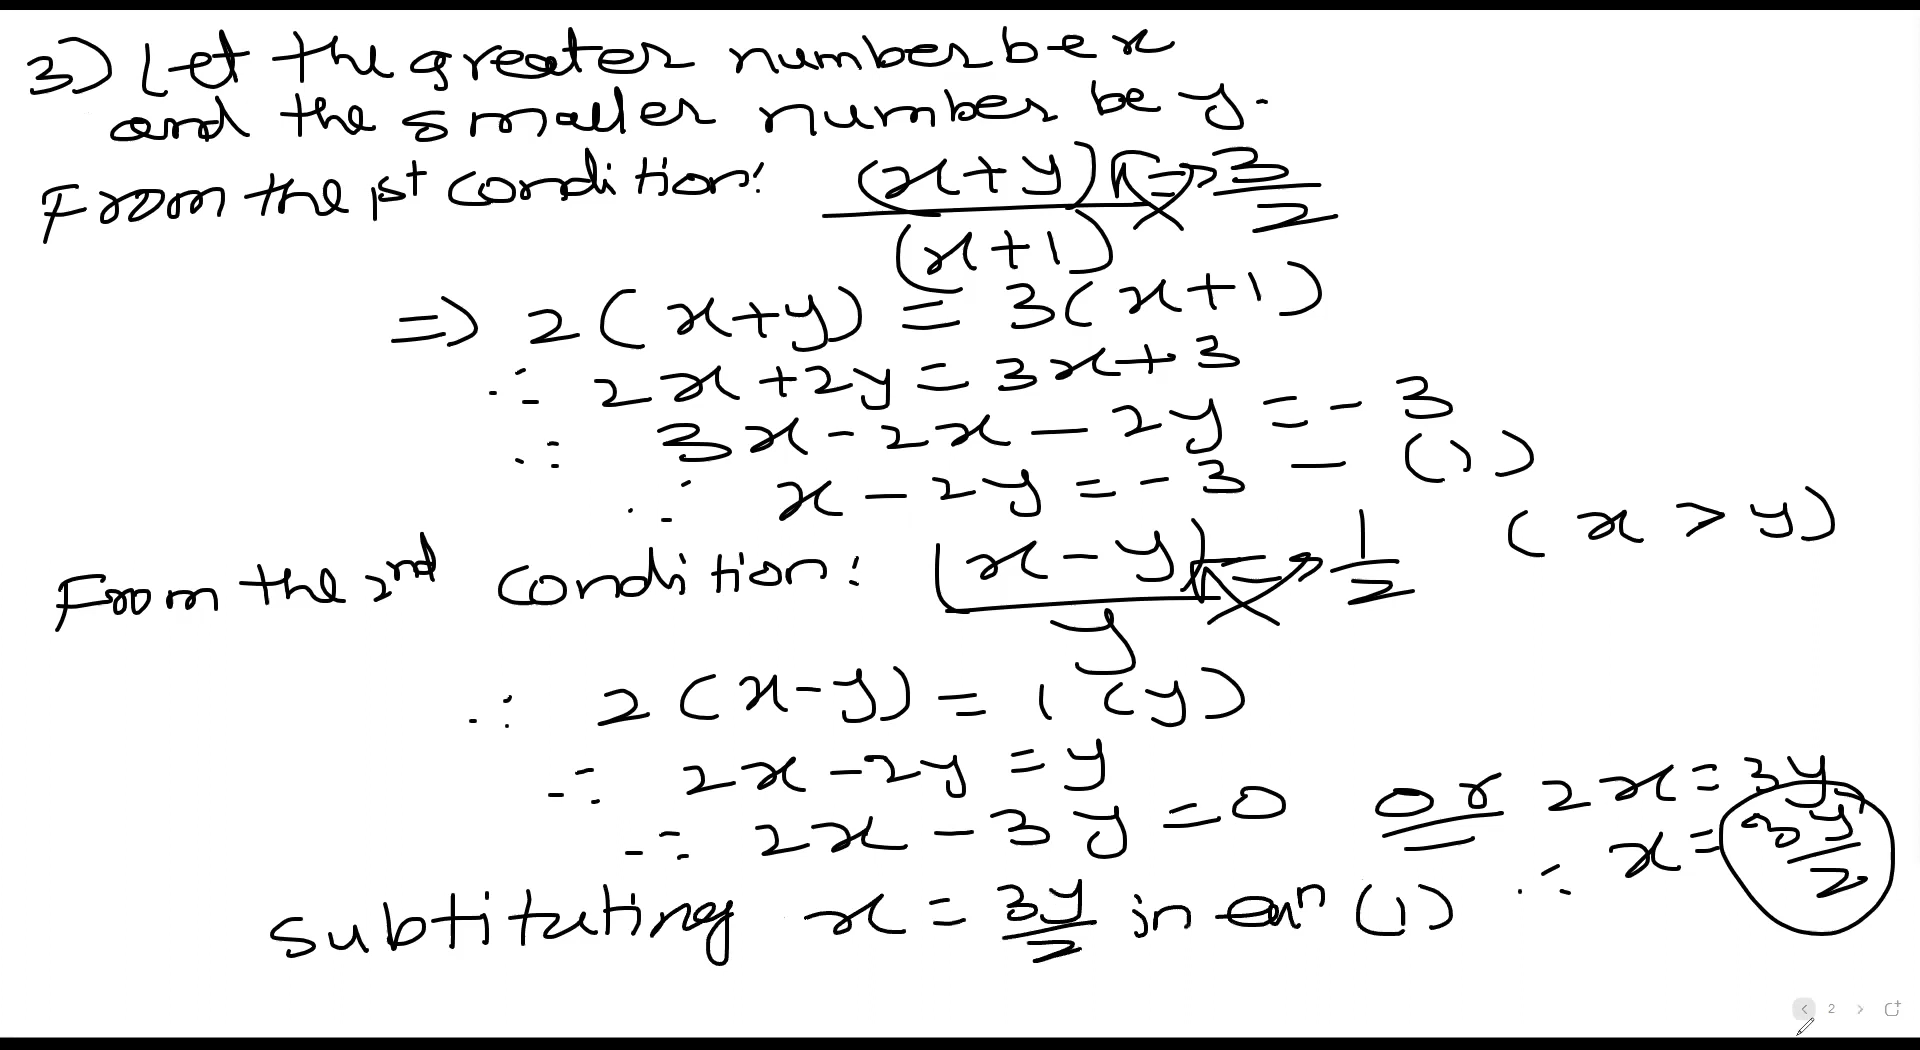 3) Let the greater number be x
and the smaller number be y.
From the 1st condition: (x+y)/(x+1) = 3/2
=> 2(x+y) = 3(x+1)
∴ 2x+2y = 3x+3
∴ 3x-2x-2y = -3
∴ x-2y = -3 — (1)
From the 2nd condition: (x-y)/y = 1/2 (x > y)
∴ 2(x-y) = 1(y)
∴ 2x-2y = y
∴ 2x-3y = 0 or 2x = 3y
∴ x = 3y/2
Subtituting x = 3y/2 in eqn (1)
2